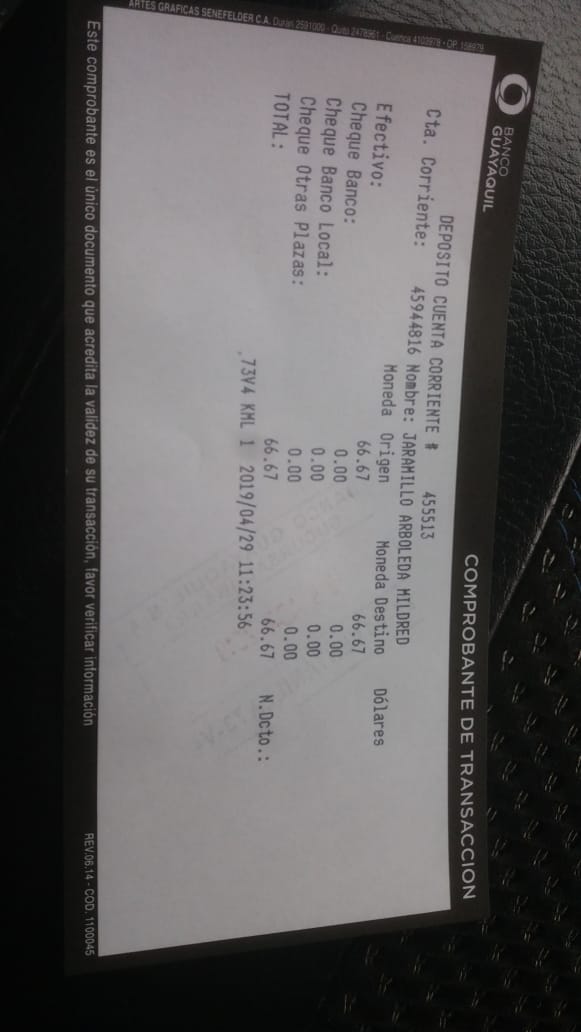 BANCO
GUAYAQUIL
COMPROBANTE DE TRANSACCION
DEPOSITO CUENTA CORRIENTE # 455513
Cta. Corriente: 45944816 Nombre: JARAMILLO ARBOLEDA MILDRED
Moneda Origen Moneda Destino Dólares
Efectivo: 66.67 66.67
Cheque Banco: 0.00 0.00
Cheque Banco Local: 0.00 0.00
Cheque Otras Plazas: 0.00 0.00
TOTAL: 66.67 66.67 N.Dcto.:
73V4 KML 1 2019/04/29 11:23:56
Este comprobante es el único documento que acredita la validez de su transacción, favor verificar información
REV.06.14 - COD. 1100045
ARTES GRAFICAS SENEFELDER C.A.